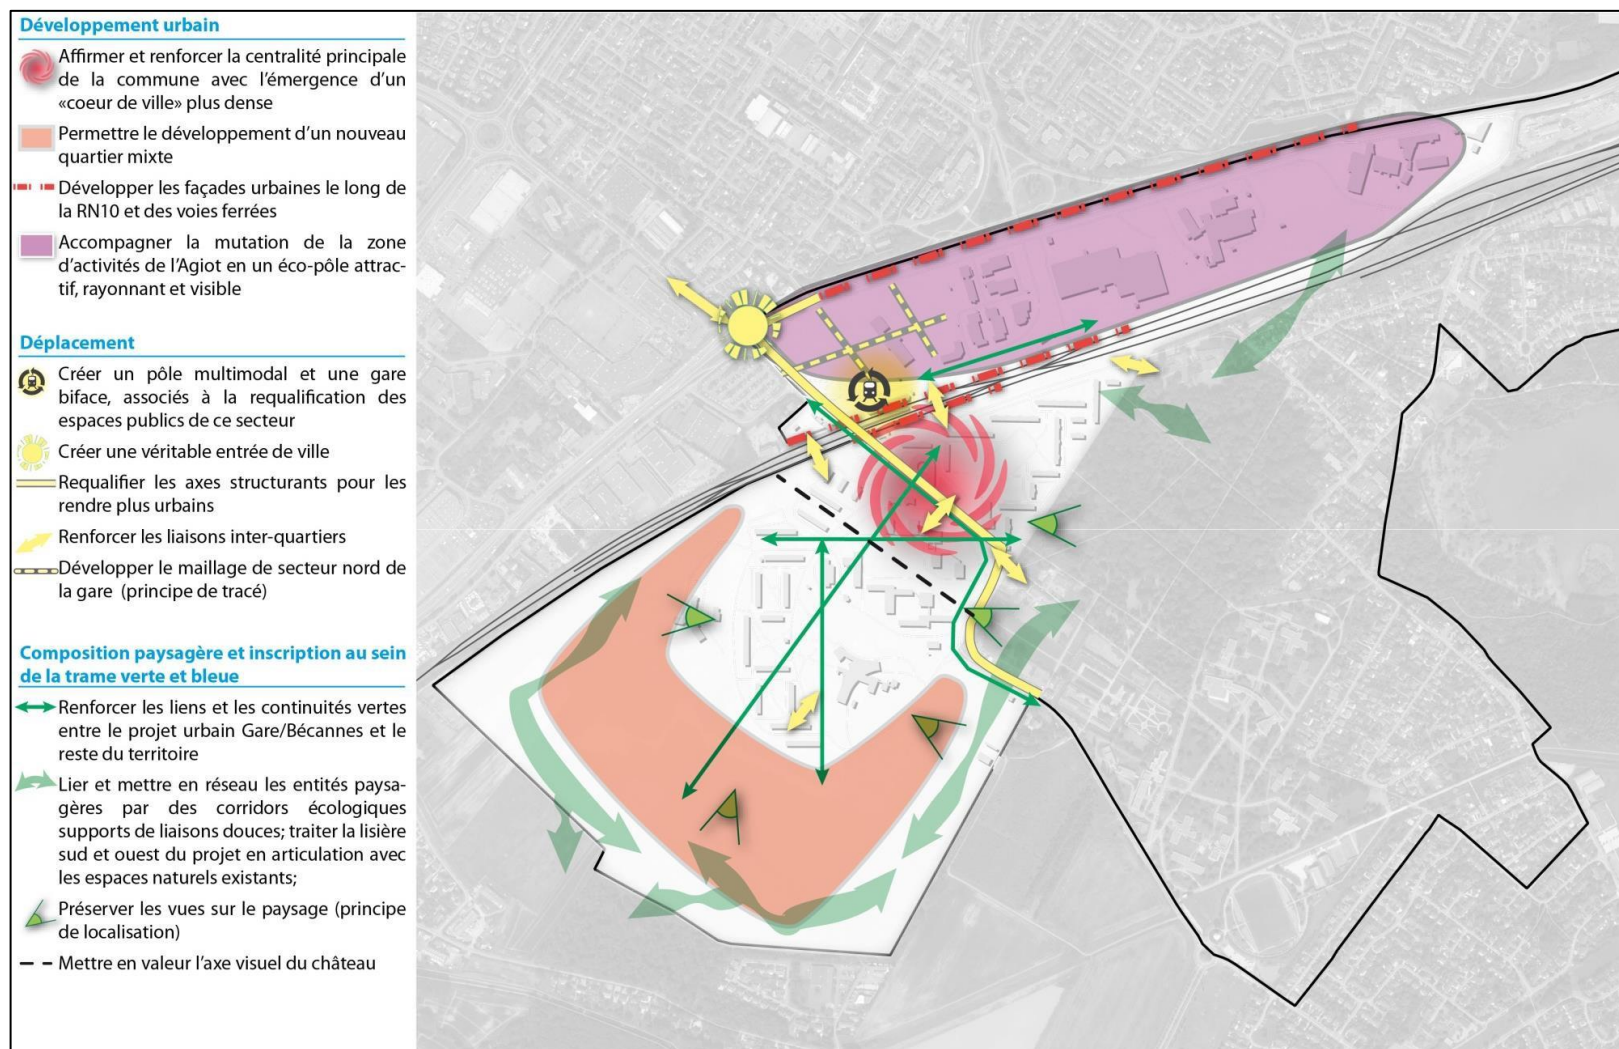 Développement urbain
Affirmer et renforcer la centralité principale
de la commune avec l'émergence d'un
«coeur de ville» plus dense
Permettre le développement d'un nouveau
quartier mixte
Développer les façades urbaines le long de
la RN10 et des voies ferrées
Accompagner la mutation de la zone
d'activités de l'Agiot en un éco-pôle attrac-
tif, rayonnant et visible
Déplacement
Créer un pôle multimodal et une gare
biface, associés à la requalification des
espaces publics de ce secteur
Créer une véritable entrée de ville
Requalifier les axes structurants pour les
rendre plus urbains
Renforcer les liaisons inter-quartiers
Développer le maillage de secteur nord de
la gare (principe de tracé)
Composition paysagère et inscription au sein
de la trame verte et bleue
Renforcer les liens et les continuités vertes
entre le projet urbain Gare/Bécannes et le
reste du territoire
Lier et mettre en réseau les entités paysa-
gères par des corridors écologiques
supports de liaisons douces; traiter la lisière
sud et ouest du projet en articulation avec
les espaces naturels existants;
Préserver les vues sur le paysage (principe
de localisation)
Mettre en valeur l'axe visuel du château